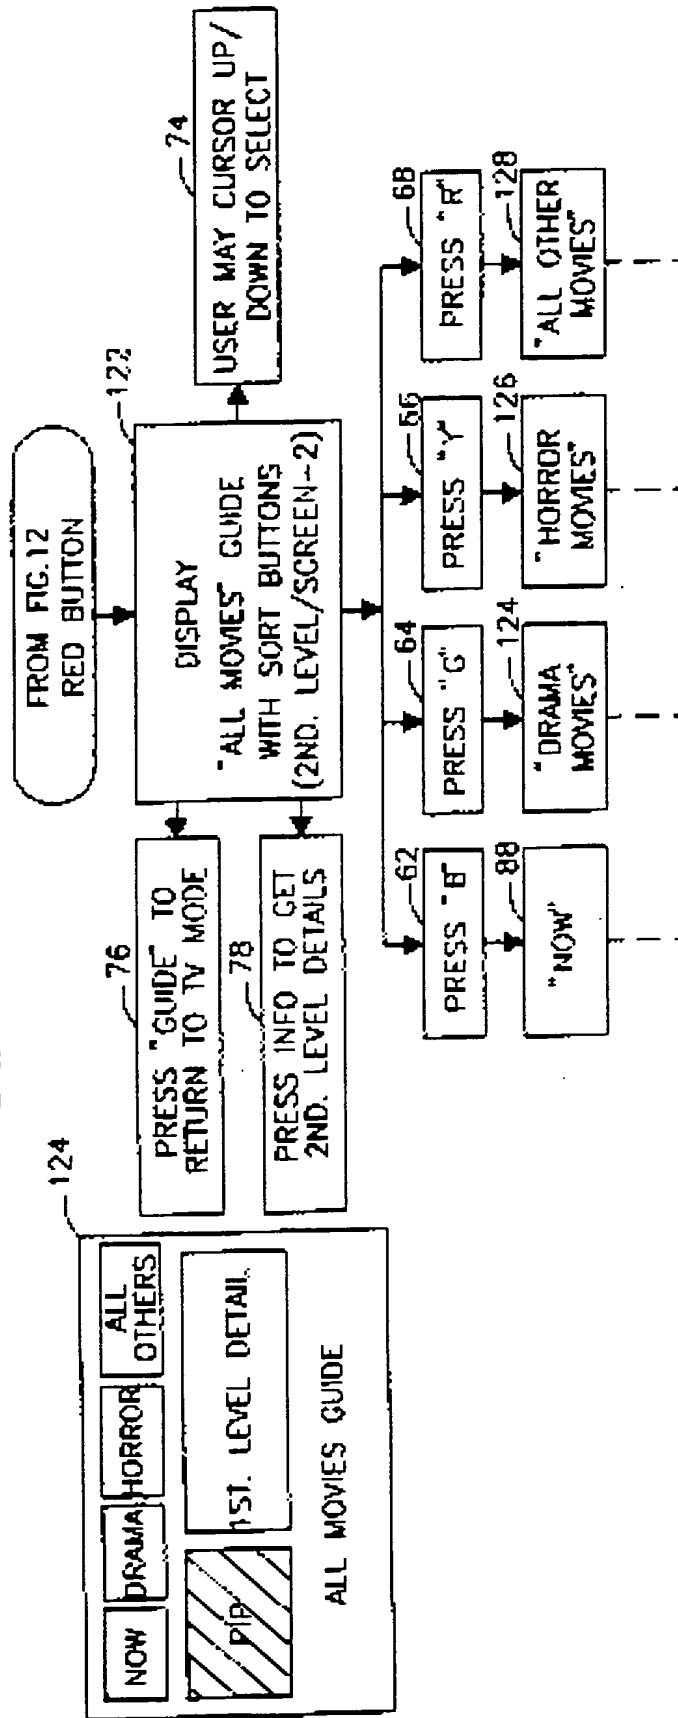 FROM FIG.12
RED BUTTON
122
DISPLAY
"ALL MOVIES" GUIDE
WITH SORT BUTTONS
(2ND. LEVEL/SCREEN-2)
74
USER MAY CURSOR UP/
DOWN TO SELECT
76
PRESS "GUIDE" TO
RETURN TO TV MODE
78
PRESS INFO TO GET
2ND. LEVEL DETAILS
124
NOW
DRAMA
HORROR
ALL
OTHERS
PIP
1ST. LEVEL DETAIL
ALL MOVIES GUIDE
62
PRESS "B"
64
PRESS "G"
66
PRESS "Y"
68
PRESS "R"
88
"NOW"
124
"DRAMA
MOVIES"
126
"HORROR
MOVIES"
128
"ALL OTHER
MOVIES"